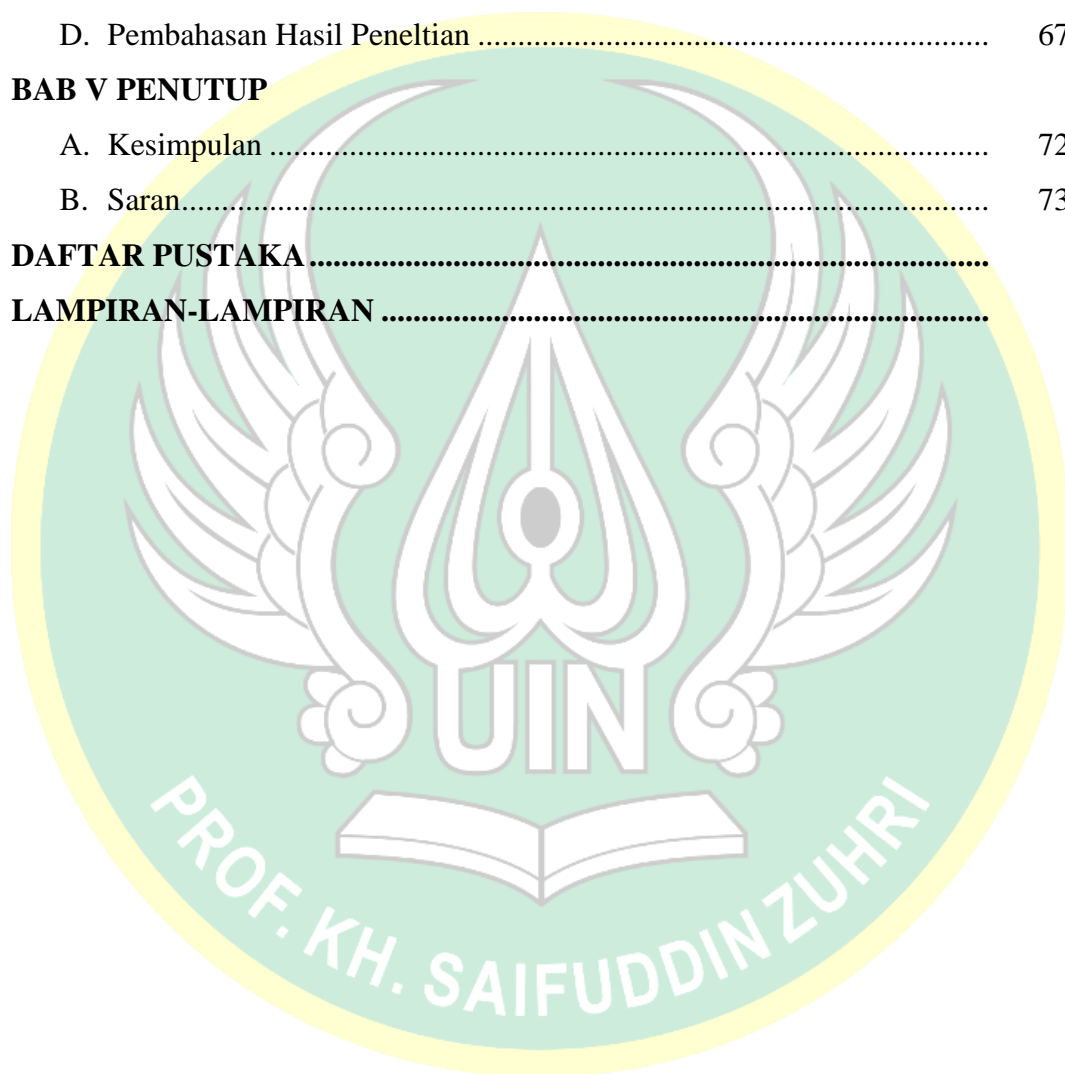 D. Pembahasan Hasil Peneltian ................................................................. 67
BAB V PENUTUP
A. Kesimpulan ........................................................................................... 72
B. Saran...................................................................................................... 73
DAFTAR PUSTAKA ......................................................................................
LAMPIRAN-LAMPIRAN .............................................................................
UIN
PROF. KH. SAIFUDDIN ZUHRI